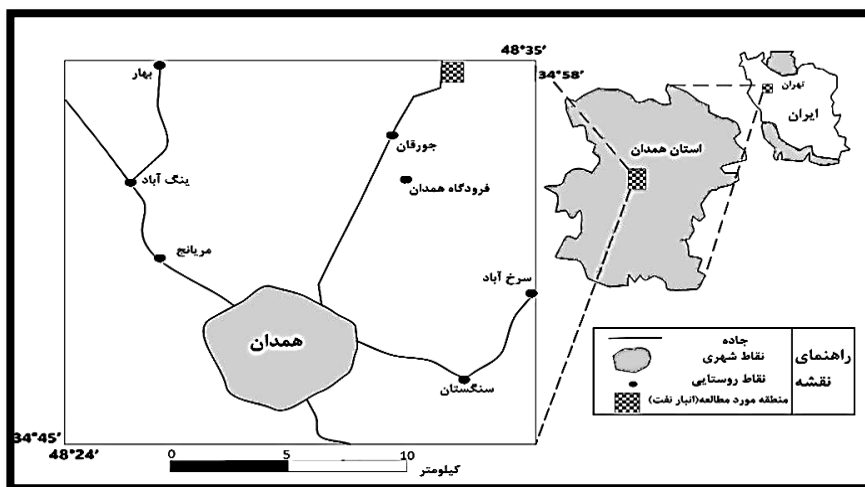 48°35′
34°58′
بهار
جورقان
فرودگاه همدان
ینگ آباد
مریانج
سرخ آباد
همدان
سنگستان
34°45′
48°24′
0 5 10
کیلومتر
تهران
ایران
استان همدان
راهنمای نقشه
جاده
نقاط شهری
نقاط روستایی
منطقه مورد مطالعه(انبار نفت)